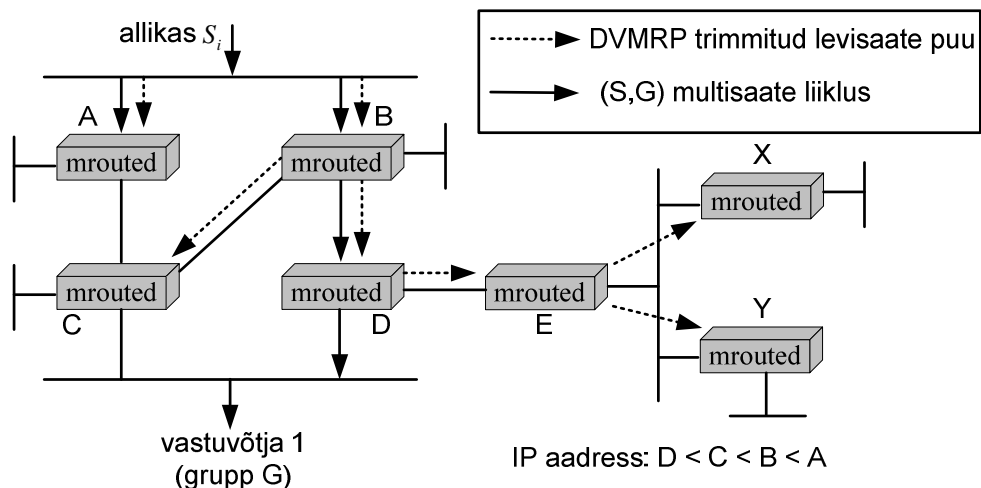 allikas Si
DVMRP trimmitud levisaate puu
(S,G) multisaate liiklus
A
B
X
mrouted
mrouted
mrouted
mrouted
mrouted
mrouted
mrouted
C
D
E
Y
vastuvõtja 1
(grupp G)
IP aadress: D < C < B < A